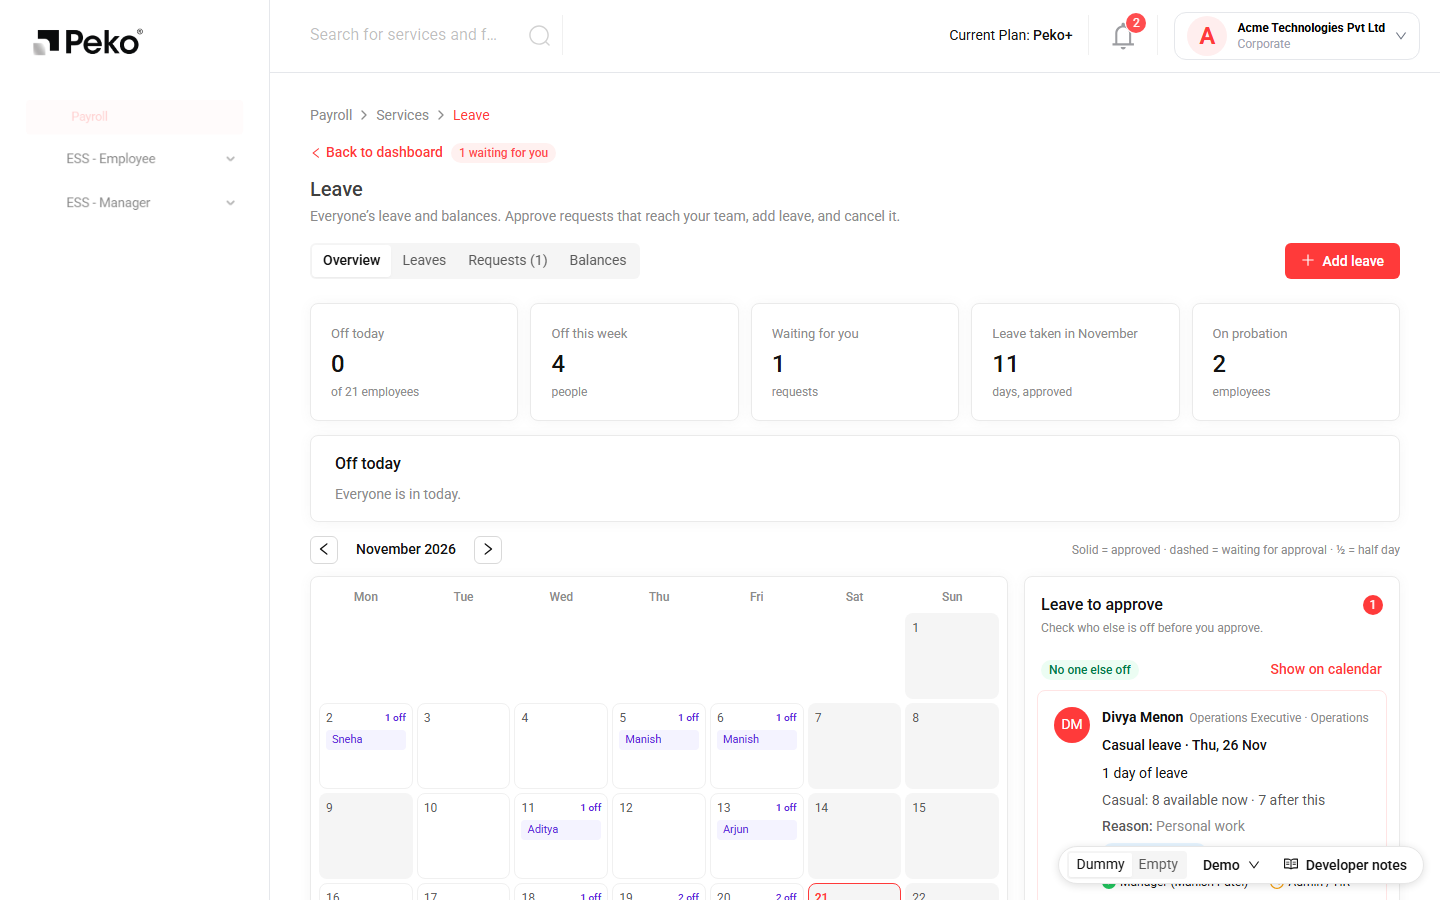 Peko®
Search for services and f...
Current Plan: Peko+
2
A
Acme Technologies Pvt Ltd
Corporate
Payroll
ESS - Employee
ESS - Manager
Payroll > Services > Leave
< Back to dashboard 1 waiting for you
Leave
Everyone's leave and balances. Approve requests that reach your team, add leave, and cancel it.
Overview Leaves Requests (1) Balances
+ Add leave
Off today
0
of 21 employees
Off this week
4
people
Waiting for you
1
requests
Leave taken in November
11
days, approved
On probation
2
employees
Off today
Everyone is in today.
November 2026
Solid = approved · dashed = waiting for approval · ½ = half day
Mon Tue Wed Thu Fri Sat Sun
1
2 1 off 3 4 5 1 off 6 1 off 7 8
Sneha Manish Manish
9 10 11 1 off 12 13 1 off 14 15
Aditya Arjun
16 17 18 1 off 19 2 off 20 2 off 21 22
Leave to approve 1
Check who else is off before you approve.
No one else off Show on calendar
DM
Divya Menon Operations Executive · Operations
Casual leave · Thu, 26 Nov
1 day of leave
Casual: 8 available now · 7 after this
Reason: Personal work
Manager (Manish Patel) Admin / HR
Dummy Empty Demo Developer notes